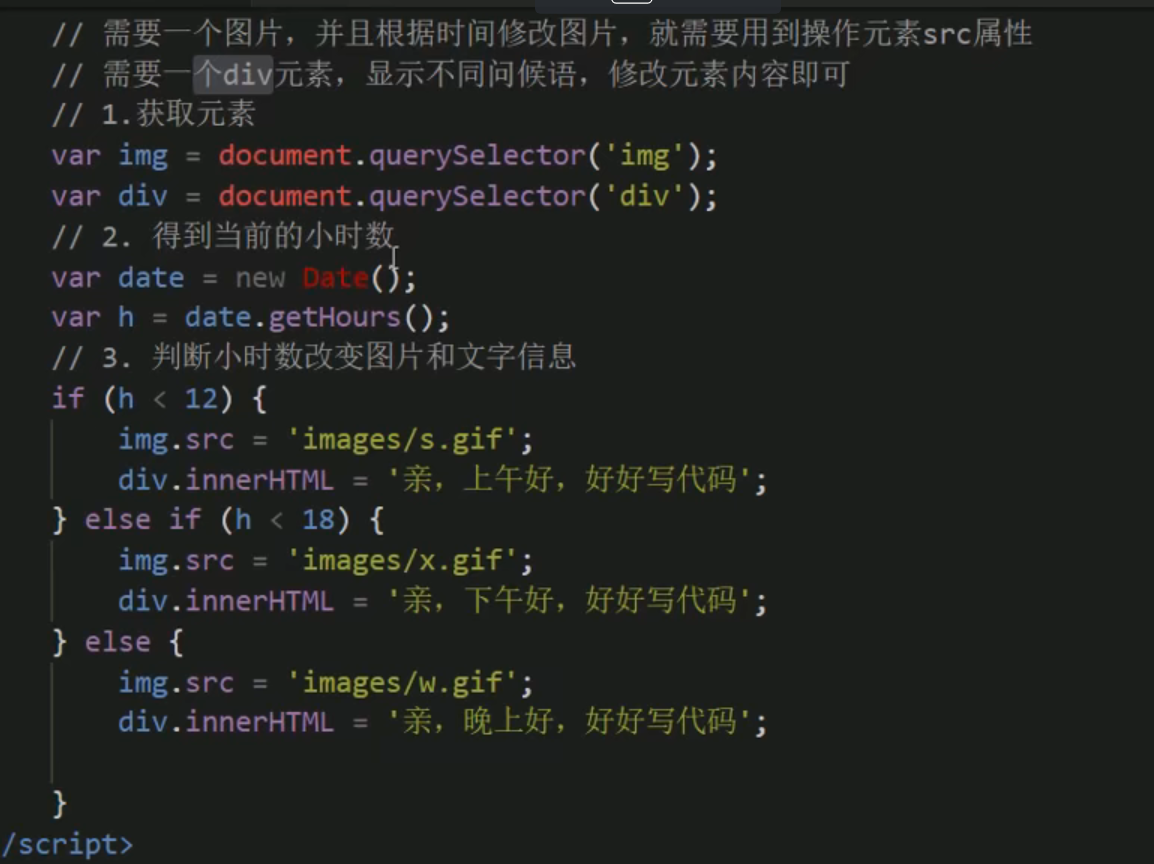 // 需要一个图片，并且根据时间修改图片，就需要用到操作元素src属性
// 需要一个div元素，显示不同问候语，修改元素内容即可
// 1.获取元素
var img = document.querySelector('img');
var div = document.querySelector('div');
// 2. 得到当前的小时数
var date = new Date();
var h = date.getHours();
// 3. 判断小时数改变图片和文字信息
if (h < 12) {
    img.src = 'images/s.gif';
    div.innerHTML = '亲，上午好，好好写代码';
} else if (h < 18) {
    img.src = 'images/x.gif';
    div.innerHTML = '亲，下午好，好好写代码';
} else {
    img.src = 'images/w.gif';
    div.innerHTML = '亲，晚上好，好好写代码';
}
/script>